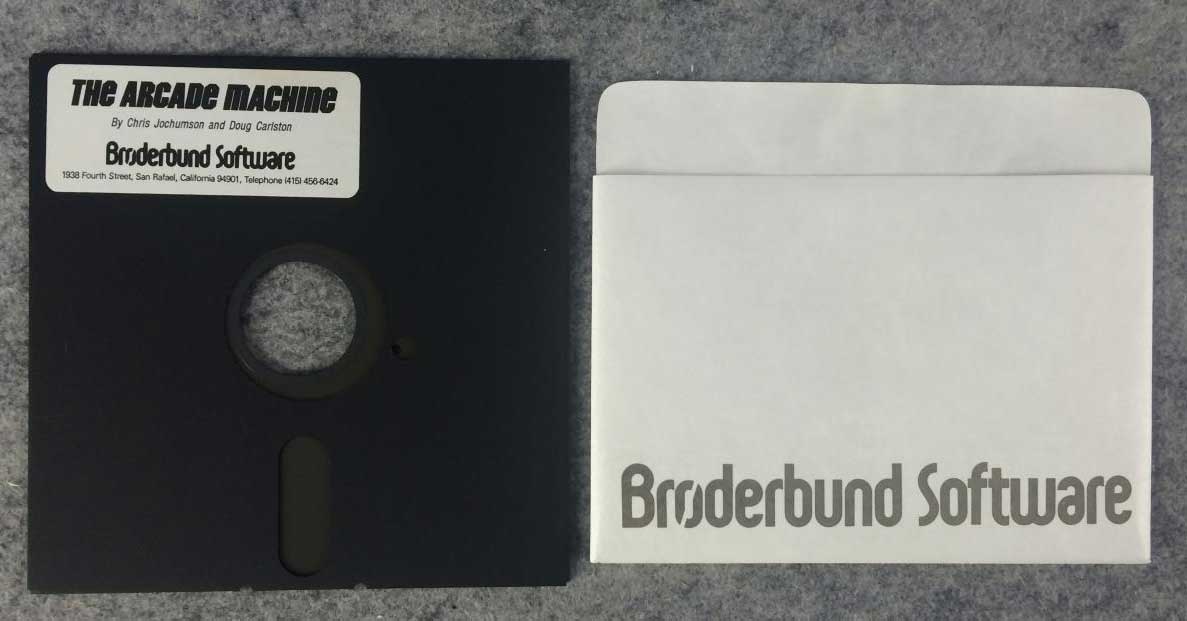 THE ARCADE MACHINE
By Chris Jochumson and Doug Carlston
Brøderbund Software
1938 Fourth Street, San Rafael, California 94901, Telephone (415) 456-6424
Brøderbund Software